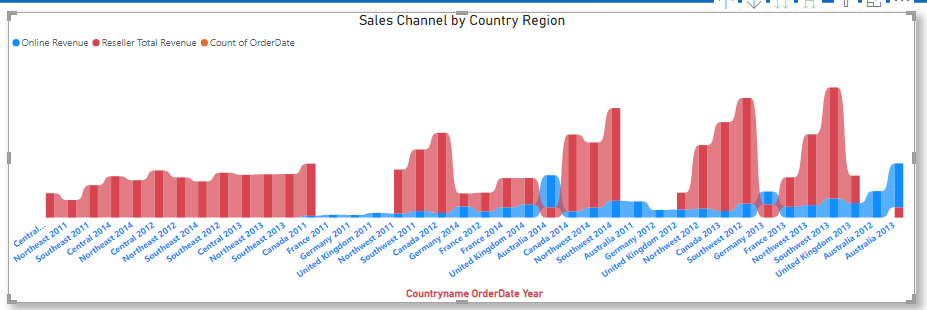 Sales Channel by Country Region
Online Revenue Reseller Total Revenue Count of OrderDate
Central...
Northeast 2011
Southeast 2011
Central 2014
Northeast 2014
Central 2012
Northeast 2012
Southeast 2014
Southeast 2012
Central 2013
Northeast 2013
Southeast 2013
Canada 2011
France 2011
Germany 2011
United Kingdom 2011
Northwest 2011
Southwest 2011
Canada 2012
Germany 2014
France 2012
France 2014
United Kingdom 2014
Australia 2014
Canada 2014
Northwest 2014
Southwest 2014
Australia 2011
Germany 2012
United Kingdom 2012
Northwest 2012
Canada 2013
Southwest 2012
Germany 2013
France 2013
Northwest 2013
Southwest 2013
United Kingdom 2013
Australia 2012
Australia 2013
Countryname OrderDate Year